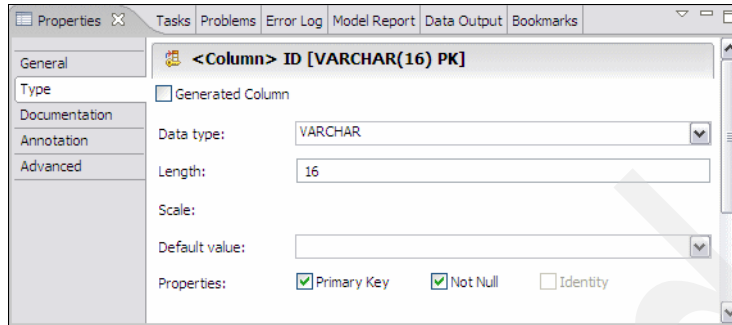 Properties Tasks Problems Error Log Model Report Data Output Bookmarks
General
Type
Documentation
Annotation
Advanced
<Column> ID [VARCHAR(16) PK]
Generated Column
Data type: VARCHAR
Length: 16
Scale:
Default value:
Properties: Primary Key Not Null Identity